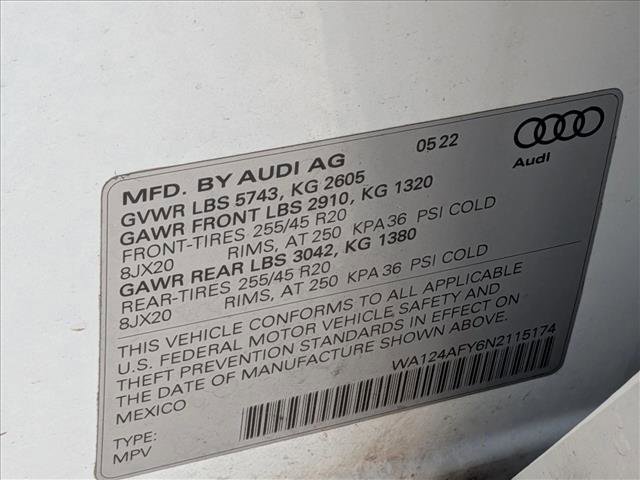 MFD. BY AUDI AG 05 22
Audi
GVWR LBS 5743, KG 2605
GAWR FRONT LBS 2910, KG 1320
FRONT-TIRES 255/45 R20
8JX20 RIMS, AT 250 KPA 36 PSI COLD
GAWR REAR LBS 3042, KG 1380
REAR-TIRES 255/45 R20
8JX20 RIMS, AT 250 KPA 36 PSI COLD
THIS VEHICLE CONFORMS TO ALL APPLICABLE
U.S. FEDERAL MOTOR VEHICLE SAFETY AND
THEFT PREVENTION STANDARDS IN EFFECT ON
THE DATE OF MANUFACTURE SHOWN ABOVE.
MEXICO WA124AFY6N2115174
TYPE:
MPV